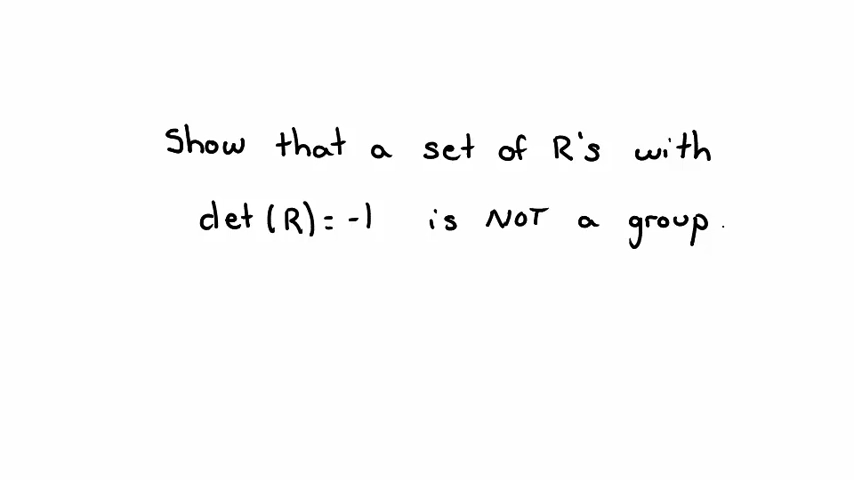 Show that a set of R's with
det(R) = -1 is NOT a group.